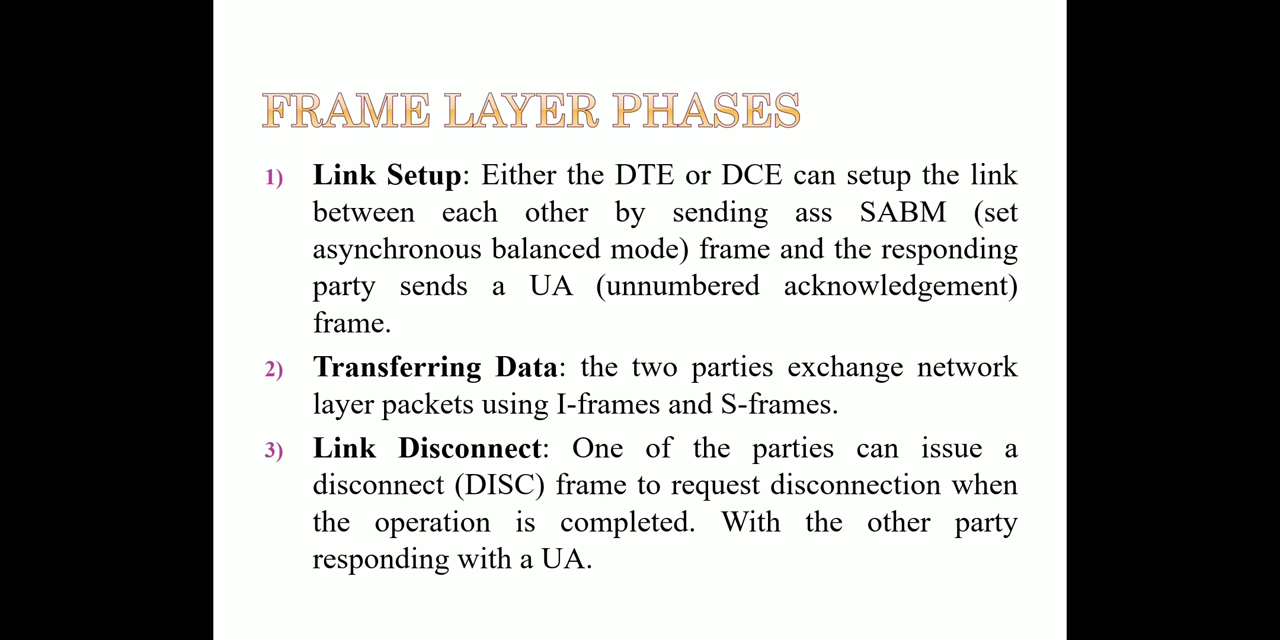 FRAME LAYER PHASES
1) Link Setup: Either the DTE or DCE can setup the link
between each other by sending ass SABM (set
asynchronous balanced mode) frame and the responding
party sends a UA (unnumbered acknowledgement)
frame.
2) Transferring Data: the two parties exchange network
layer packets using I-frames and S-frames.
3) Link Disconnect: One of the parties can issue a
disconnect (DISC) frame to request disconnection when
the operation is completed. With the other party
responding with a UA.